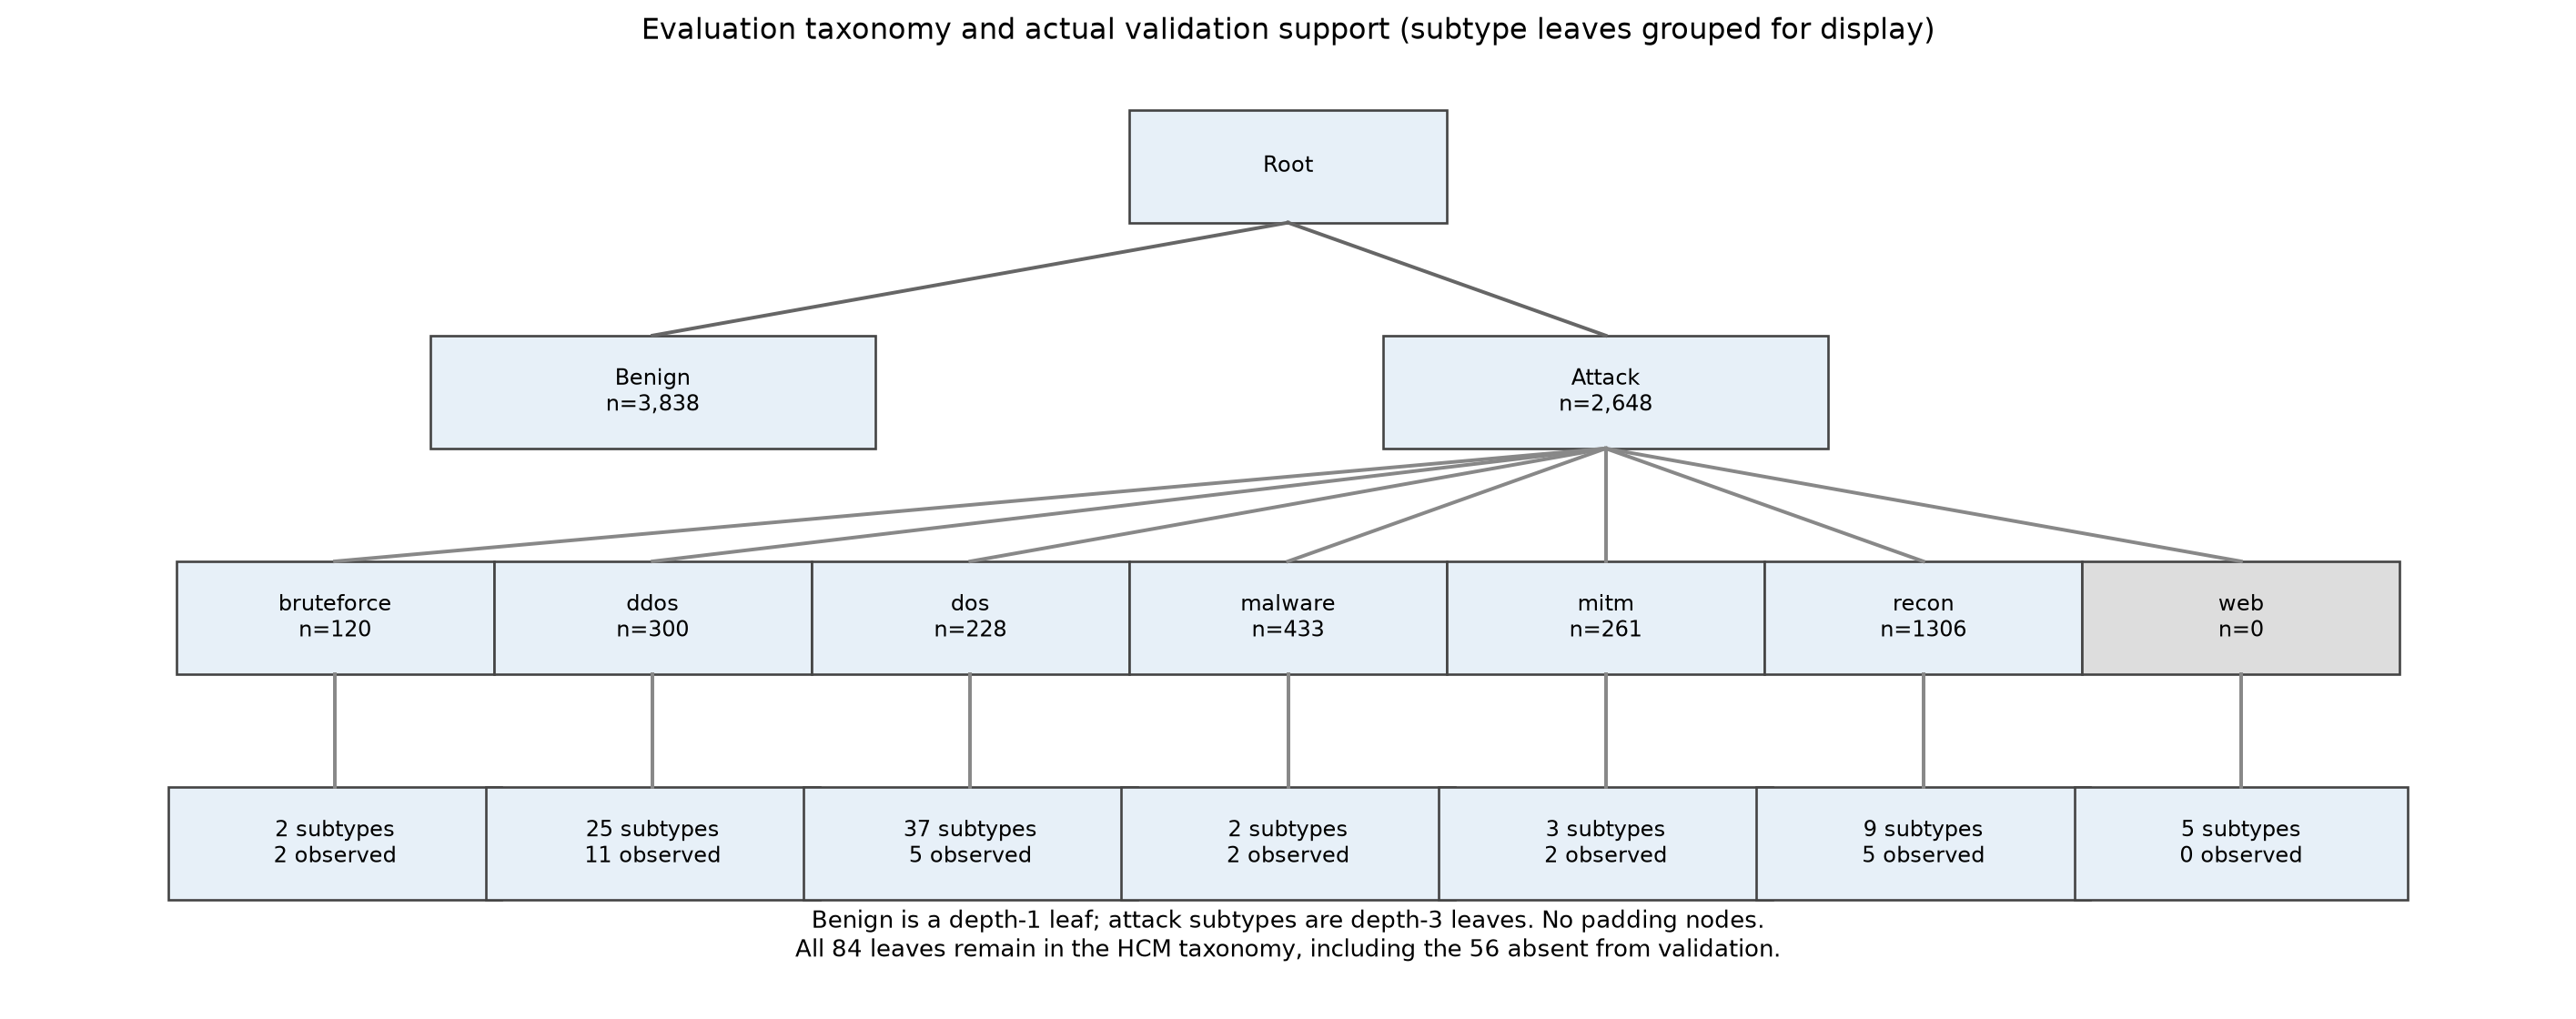 Evaluation taxonomy and actual validation support (subtype leaves grouped for display)
Root
Benign
n=3,838
Attack
n=2,648
bruteforce
n=120
ddos
n=300
dos
n=228
malware
n=433
mitm
n=261
recon
n=1306
web
n=0
2 subtypes
2 observed
25 subtypes
11 observed
37 subtypes
5 observed
2 subtypes
2 observed
3 subtypes
2 observed
9 subtypes
5 observed
5 subtypes
0 observed
Benign is a depth-1 leaf; attack subtypes are depth-3 leaves. No padding nodes.
All 84 leaves remain in the HCM taxonomy, including the 56 absent from validation.